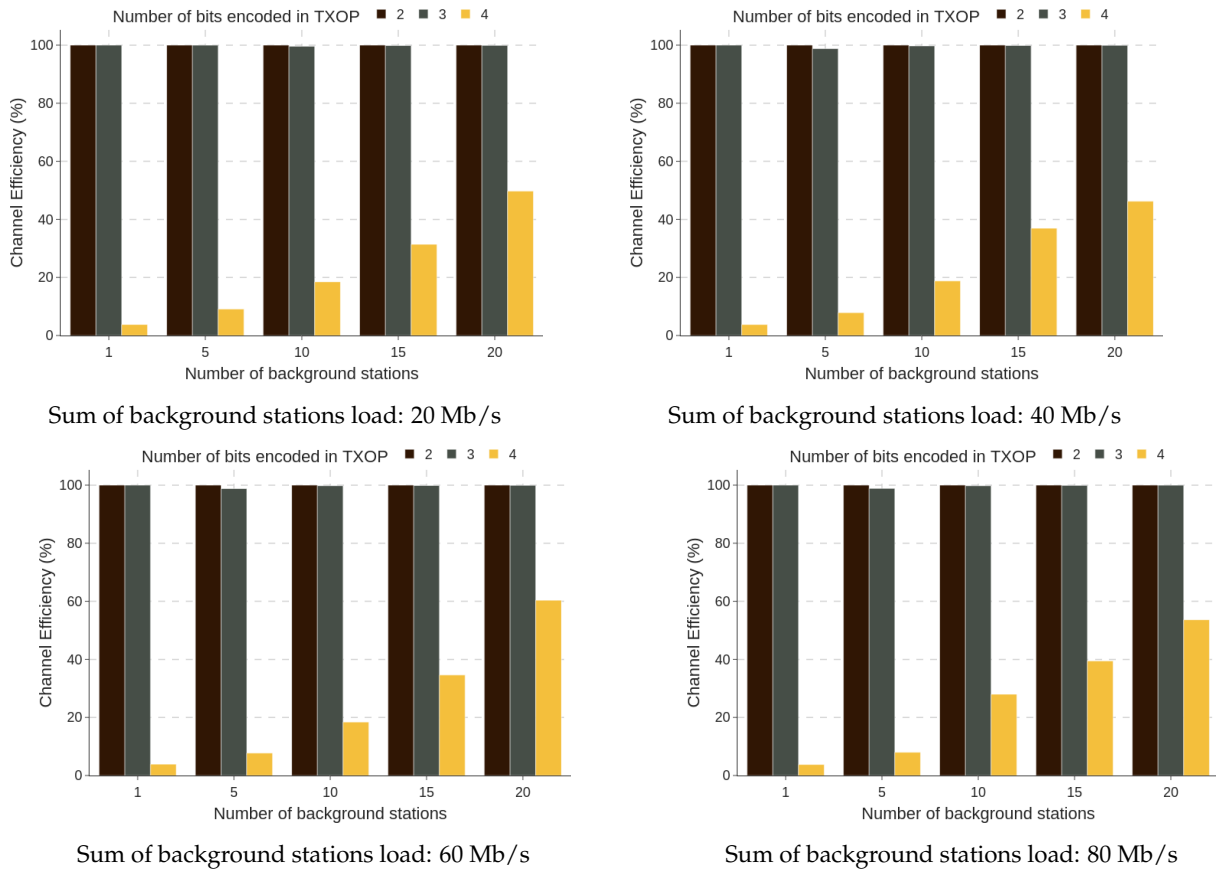 Number of bits encoded in TXOP 2 3 4
100
80
60
40
20
0
Channel Efficiency (%)
1 5 10 15 20
Number of background stations
Sum of background stations load: 20 Mb/s
Number of bits encoded in TXOP 2 3 4
100
80
60
40
20
0
Channel Efficiency (%)
1 5 10 15 20
Number of background stations
Sum of background stations load: 40 Mb/s
Number of bits encoded in TXOP 2 3 4
100
80
60
40
20
0
Channel Efficiency (%)
1 5 10 15 20
Number of background stations
Sum of background stations load: 60 Mb/s
Number of bits encoded in TXOP 2 3 4
100
80
60
40
20
0
Channel Efficiency (%)
1 5 10 15 20
Number of background stations
Sum of background stations load: 80 Mb/s